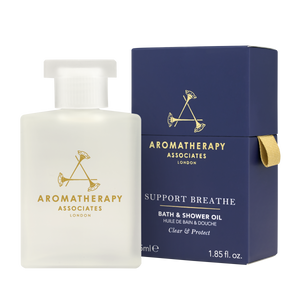 AROMATHERAPY
ASSOCIATES
LONDON
AROMATHERAPY
ASSOCIATES
LONDON
SUPPORT BREATHE
BATH & SHOWER OIL
HUILE DE BAIN & DOUCHE
Clear & Protect
5ml e
1.85 fl. oz.